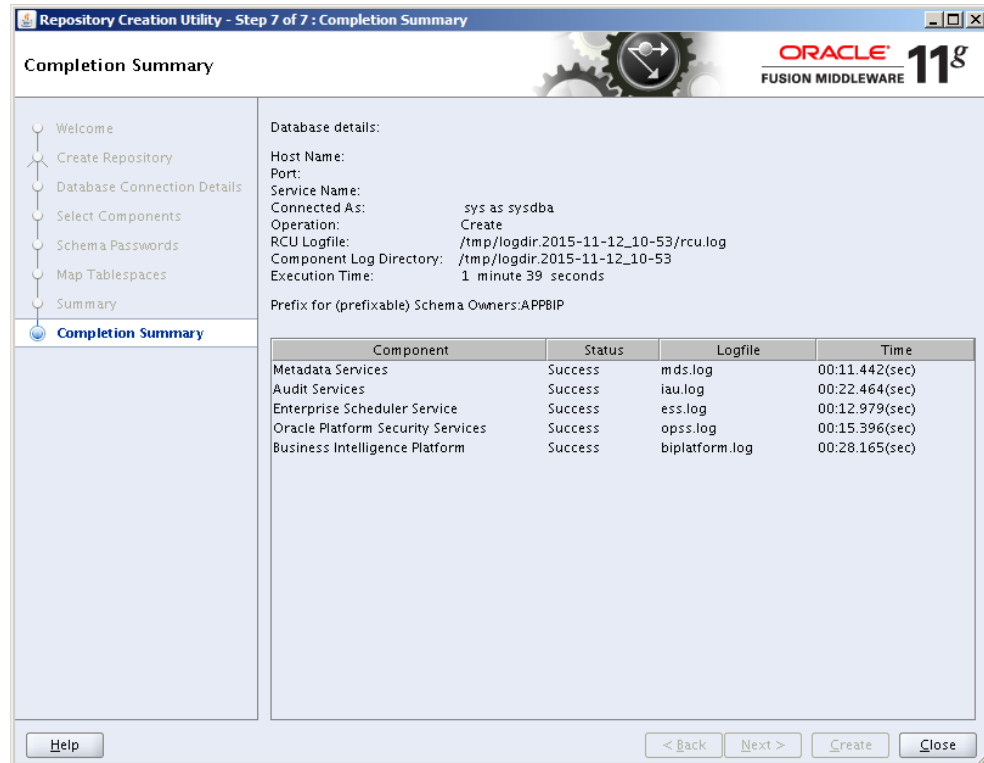 Repository Creation Utility - Step 7 of 7 : Completion Summary
Completion Summary
ORACLE
FUSION MIDDLEWARE
11g
Welcome
Create Repository
Database Connection Details
Select Components
Schema Passwords
Map Tablespaces
Summary
Completion Summary
Database details:
Host Name:
Port:
Service Name:
Connected As: sys as sysdba
Operation: Create
RCU Logfile: /tmp/logdir.2015-11-12_10-53/rcu.log
Component Log Directory: /tmp/logdir.2015-11-12_10-53
Execution Time: 1 minute 39 seconds
Prefix for (prefixable) Schema Owners:APPBIP
Component Status Logfile Time
Metadata Services Success mds.log 00:11.442(sec)
Audit Services Success iau.log 00:22.464(sec)
Enterprise Scheduler Service Success ess.log 00:12.979(sec)
Oracle Platform Security Services Success opss.log 00:15.396(sec)
Business Intelligence Platform Success biplatform.log 00:28.165(sec)
Help < Back Next > Create Close